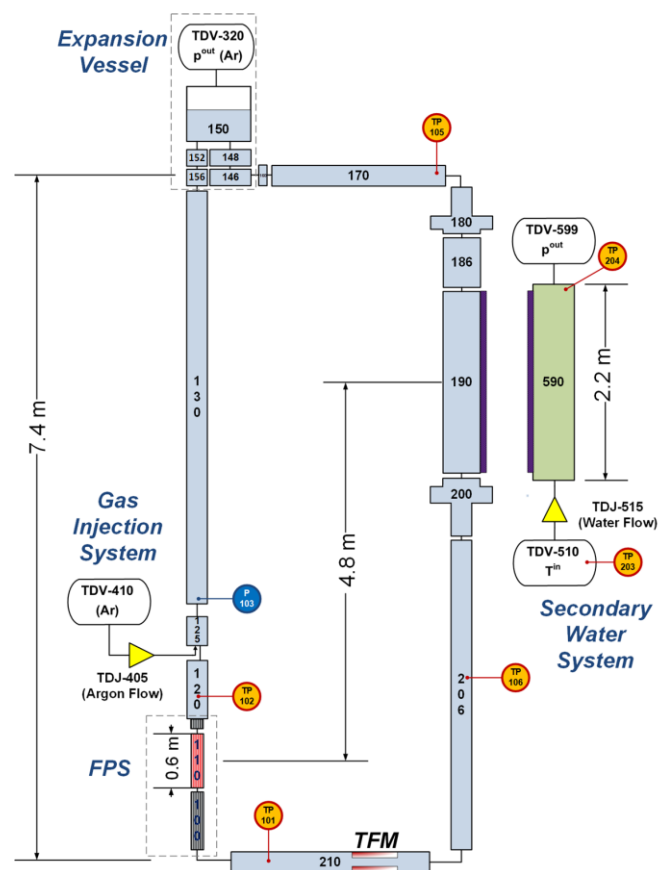 Expansion
Vessel
TDV-320
p^out (Ar)
150
152
148
156
146
170
TP
105
180
186
TDV-599
p^out
TP
204
190
590
2.2 m
130
7.4 m
4.8 m
200
TDJ-515
(Water Flow)
Gas
Injection
System
TDV-410
(Ar)
P
103
125
TDV-510
T^in
TP
203
Secondary
Water
System
TDJ-405
(Argon Flow)
120
TP
102
206
TP
106
FPS
0.6 m
110
100
TP
101
TFM
210